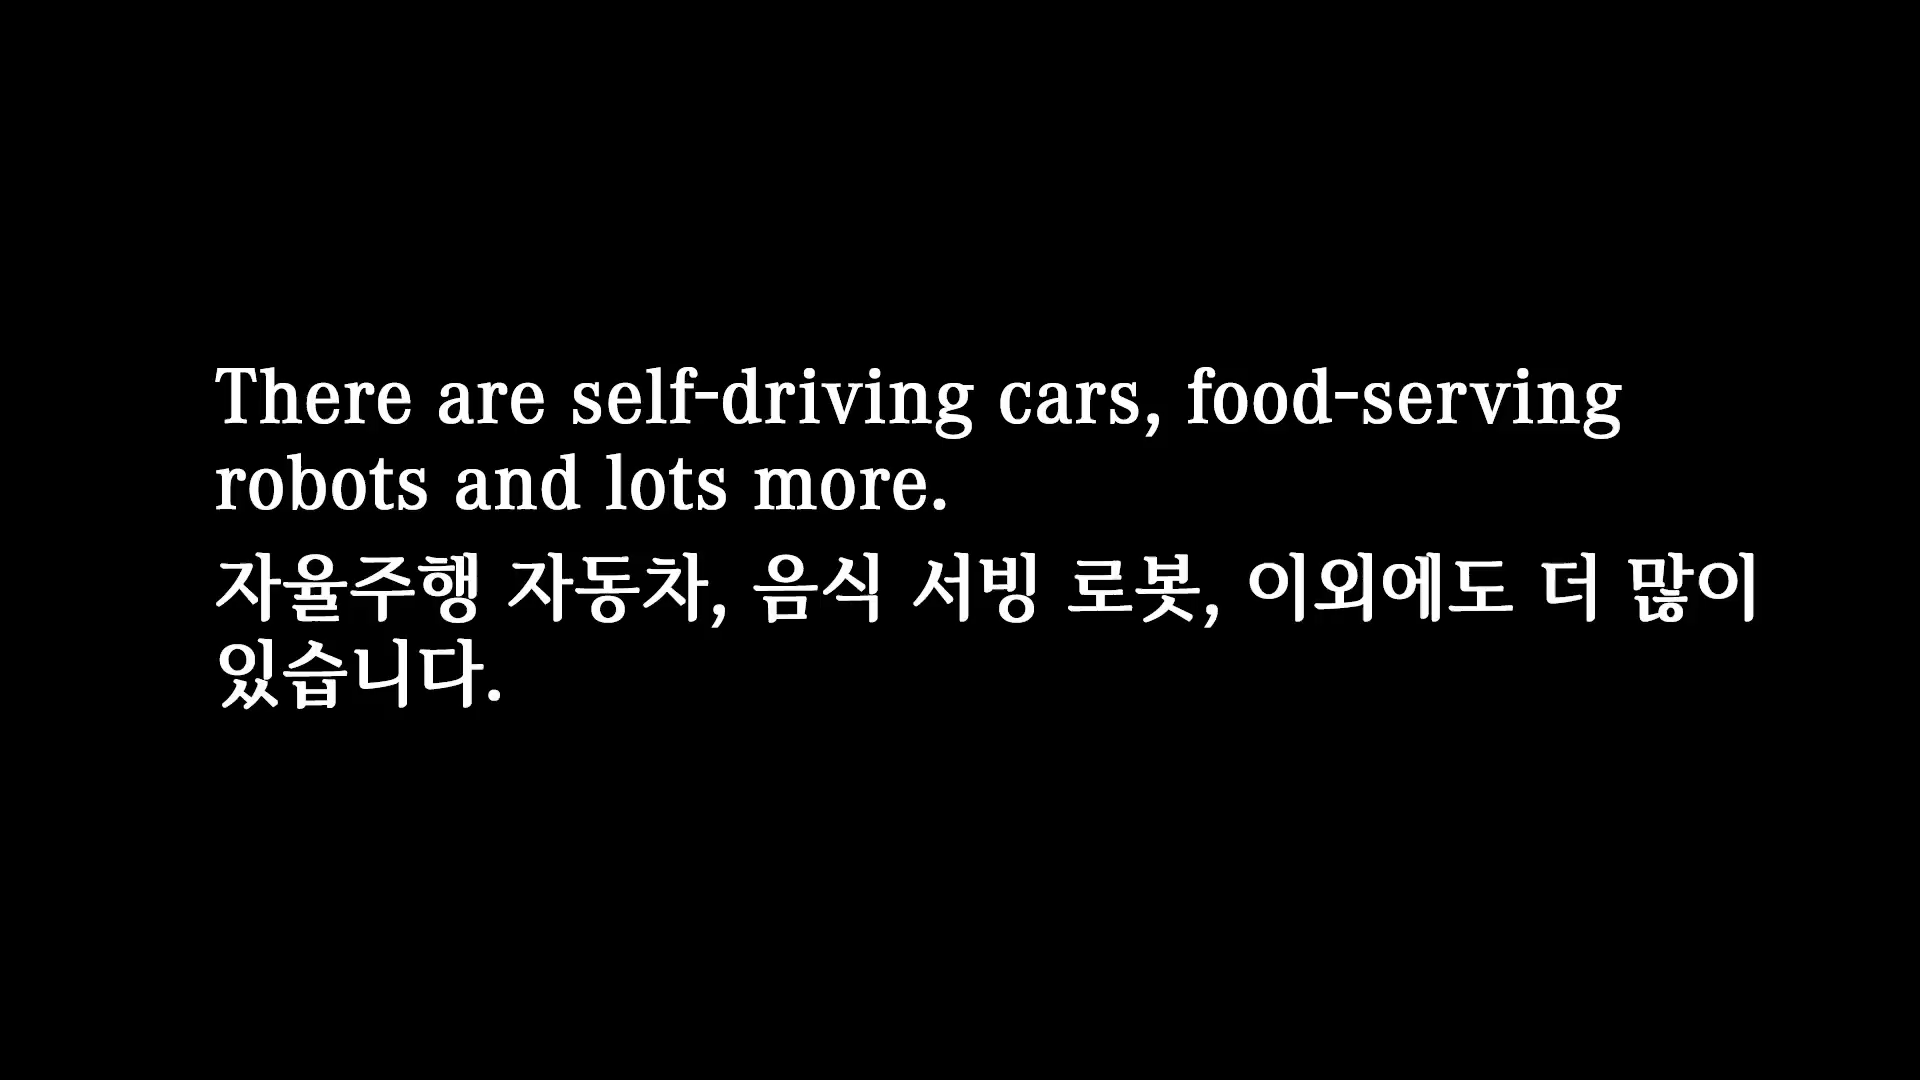 There are self-driving cars, food-serving
robots and lots more.
자율주행 자동차, 음식 서빙 로봇, 이외에도 더 많이
있습니다.